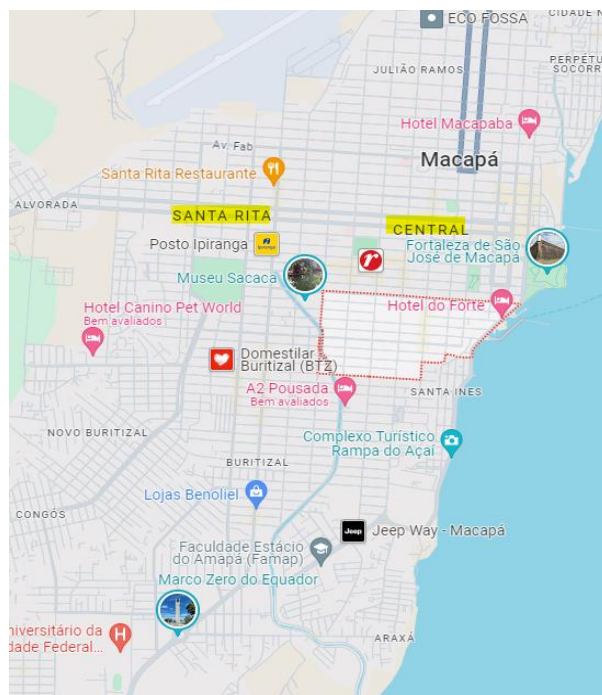 ECO FOSSA
CIDADE N
JULIÃO RAMOS
PERPÉTU
SOCORR
Hotel Macapaba
Av. Fab
Macapá
Santa Rita Restaurante
ALVORADA
SANTA RITA
CENTRAL
Posto Ipiranga
Fortaleza de São
José de Macapá
Museu Sacaca
Hotel Canino Pet World
Bem avaliados
Hotel do Forte
Domestilar
Buritizal (BTZ)
A2 Pousada
Bem avaliados
SANTA INES
NOVO BURITIZAL
Complexo Turístico
Rampa do Açaí
BURITIZAL
Lojas Benoliel
CONGÓS
Jeep
Jeep Way - Macapá
Faculdade Estácio
do Amapá (Famap)
Marco Zero do Equador
niversitário da
dade Federal...
ARAXÁ